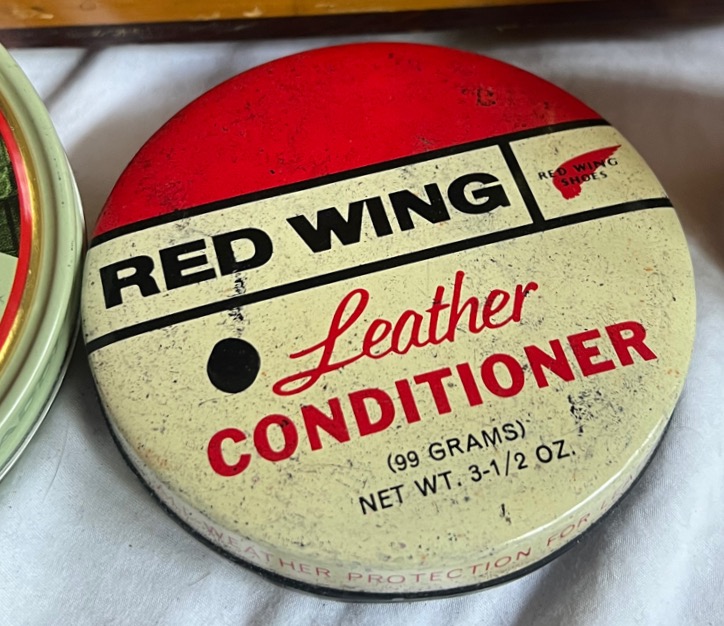 RED WING
RED WING
SHOES
Leather
CONDITIONER
(99 GRAMS)
NET WT. 3-1/2 OZ.
WEATHER PROTECTION FOR